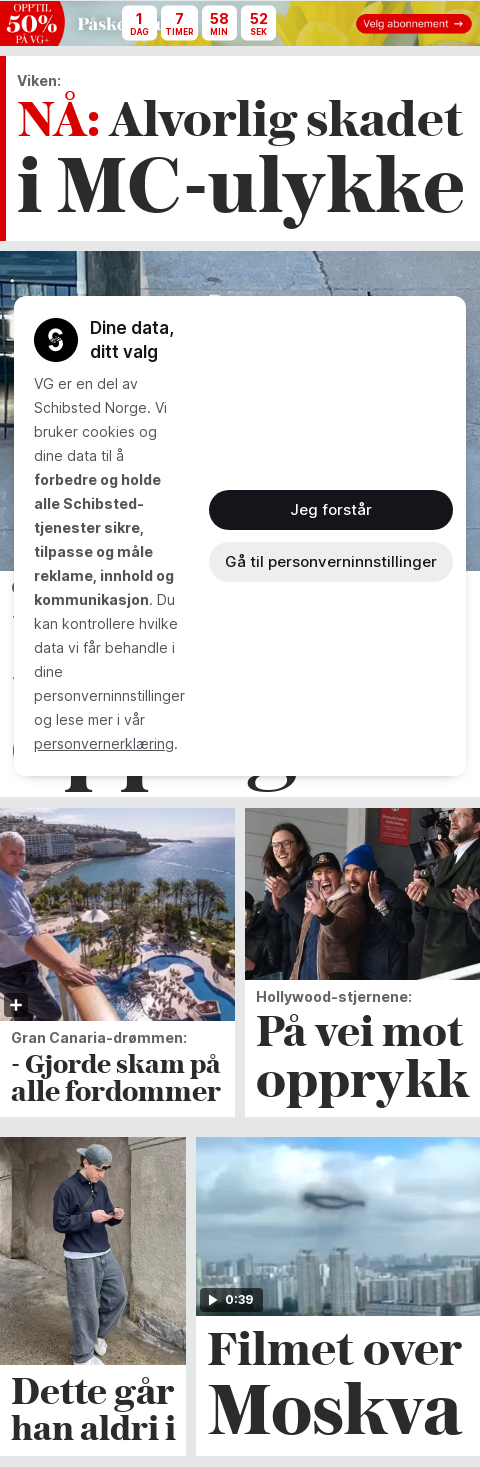 OPPTIL
50%
PÅ VG+
1
DAG
7
TIMER
58
MIN
52
SEK
Velg abonnement →
Viken:
NÅ: Alvorlig skadet
i MC-ulykke
Dine data,
ditt valg
VG er en del av
Schibsted Norge. Vi
bruker cookies og
dine data til å
forbedre og holde
alle Schibsted-
tjenester sikre,
tilpasse og måle
reklame, innhold og
kommunikasjon. Du
kan kontrollere hvilke
data vi får behandle i
dine
personverninnstillinger
og lese mer i vår
personvernerklæring.
Jeg forstår
Gå til personverninnstillinger
Gran Canaria-drømmen:
- Gjorde skam på
alle fordommer
Hollywood-stjernene:
På vei mot
opprykk
Dette går
han aldri i
0:39
Filmet over
Moskva